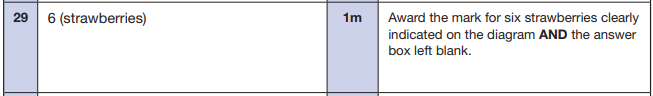 29 6 (strawberries) 1m Award the mark for six strawberries clearly
indicated on the diagram AND the answer
box left blank.